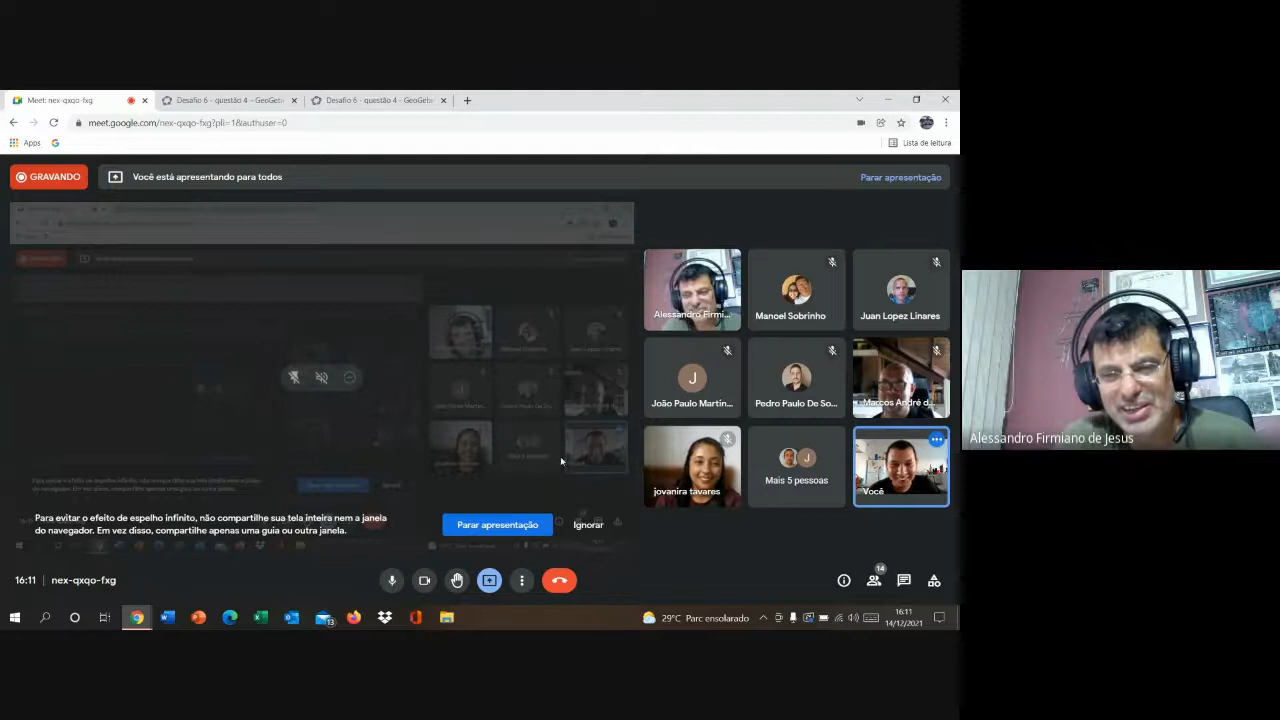 Meet: nex-qxqo-fxg
Desafio 6 - questão 4 – GeoGeb
Desafio 6 - questão 4 – GeoGeb
meet.google.com/nex-qxqo-fxg?pli=1&authuser=0
Apps
Lista de leitura
GRAVANDO
Você está apresentando para todos
Parar apresentação
Alessandro Firmi...
Manoel Sobrinho
Juan Lopez Linares
J
João Paulo Martin...
Pedro Paulo De So...
Marcos André d...
jovanira tavares
J
Mais 5 pessoas
Você
Alessandro Firmiano de Jesus
Para evitar o efeito de espelho infinito, não compartilhe sua tela inteira nem a janela
do navegador. Em vez disso, compartilhe apenas uma guia ou outra janela.
Parar apresentação
Ignorar
16:11 | nex-qxqo-fxg
14
13
29°C Parc ensolarado
16:11
14/12/2021